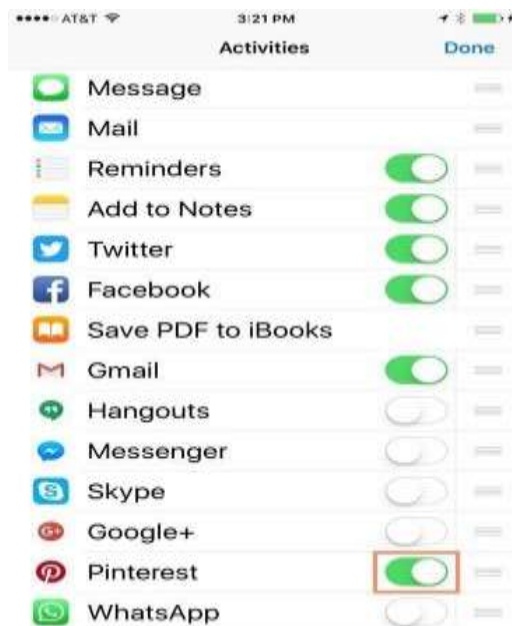 AT&T 3:21 PM
Activities Done
Message
Mail
Reminders
Add to Notes
Twitter
Facebook
Save PDF to iBooks
Gmail
Hangouts
Messenger
Skype
Google+
Pinterest
WhatsApp